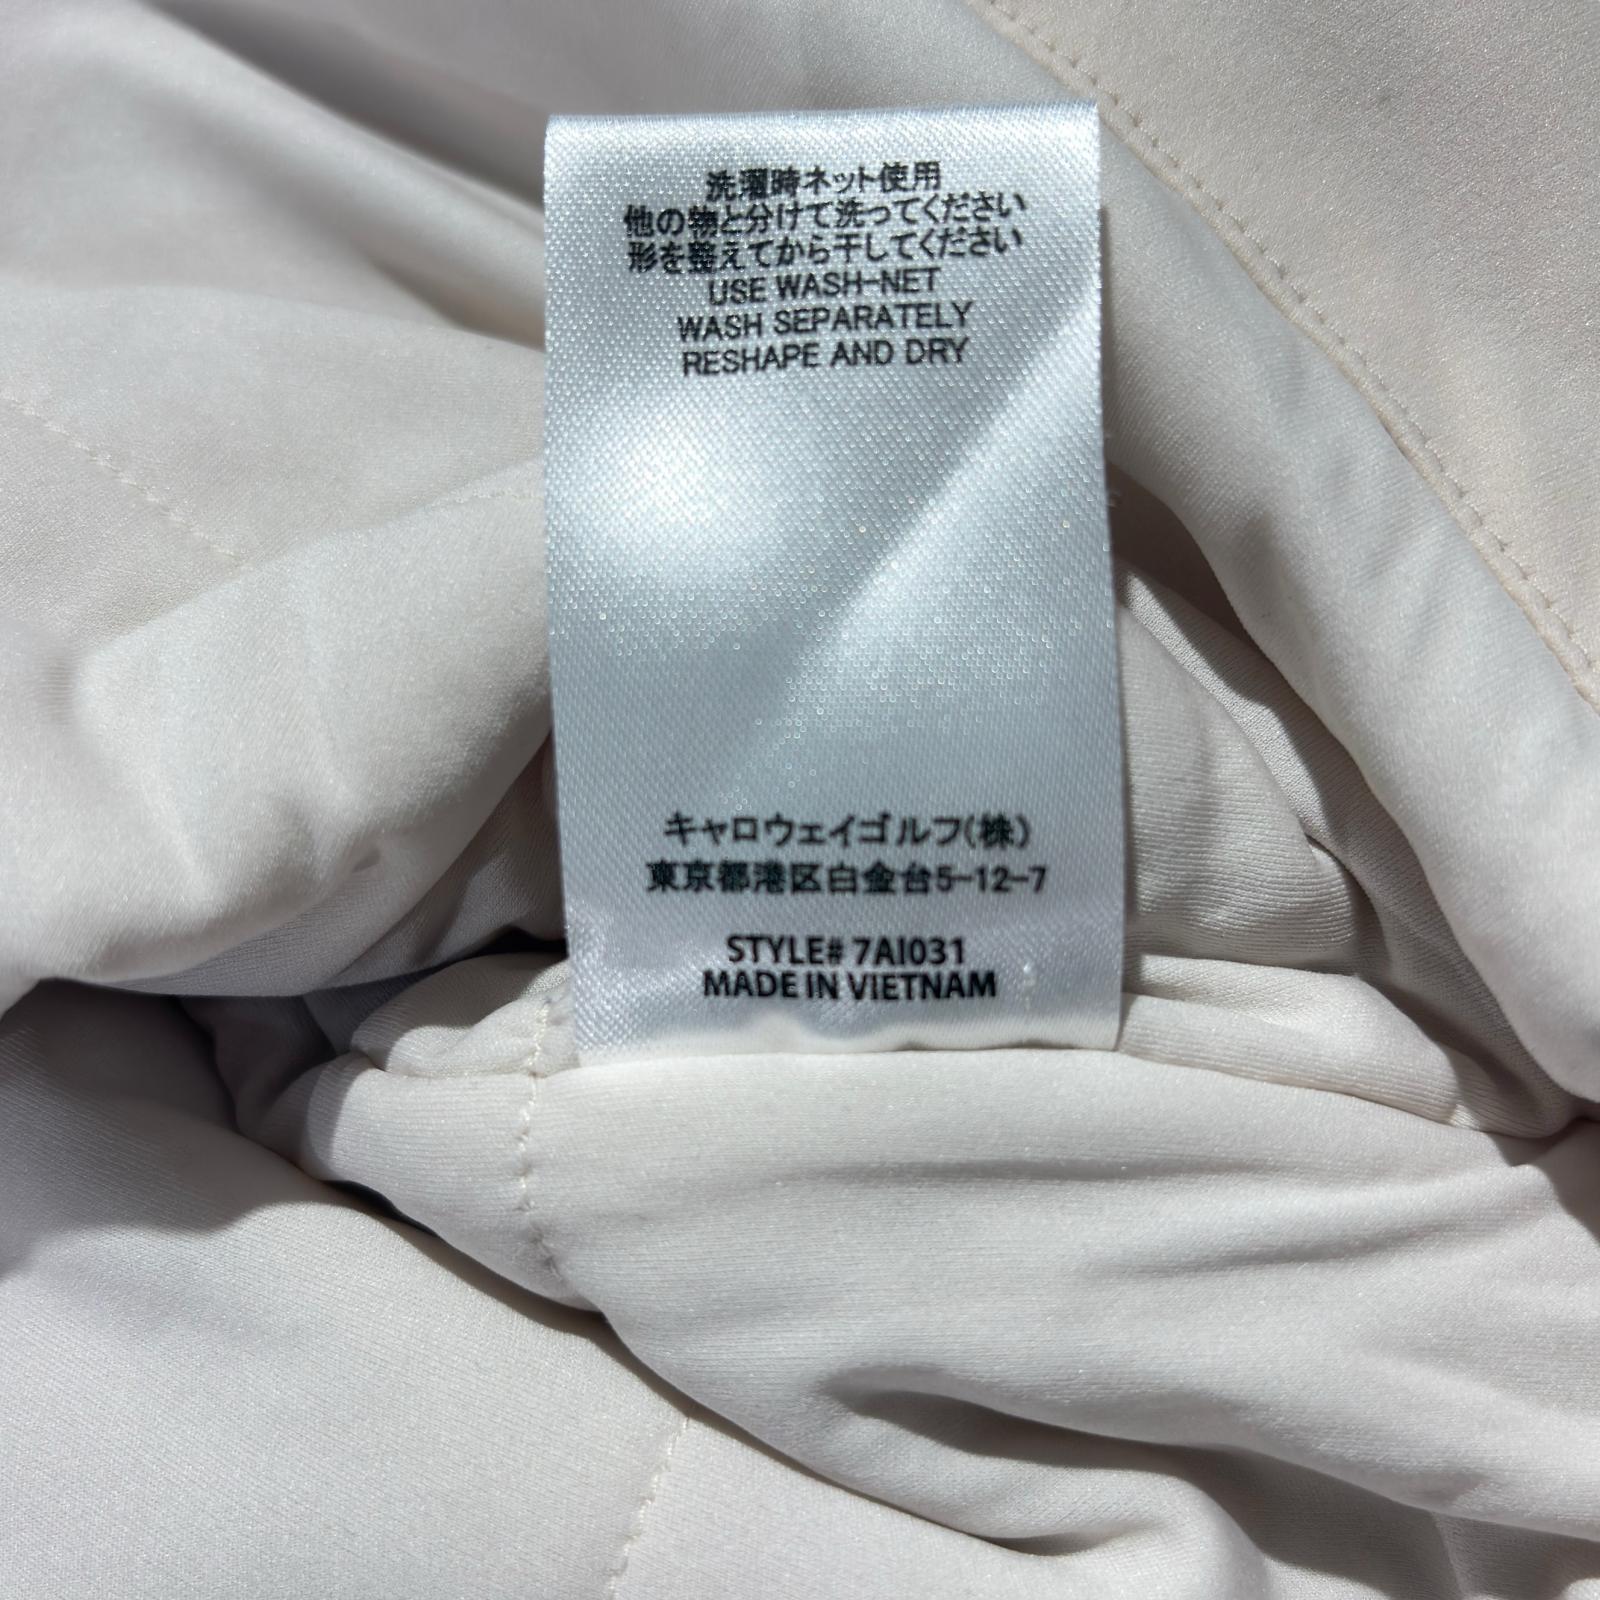 洗濯時ネット使用
他の物と分けて洗ってください
形を整えてから干してください
USE WASH-NET
WASH SEPARATELY
RESHAPE AND DRY
キャロウェイゴルフ(株)
東京都港区白金台5-12-7
STYLE# 7AI031
MADE IN VIETNAM